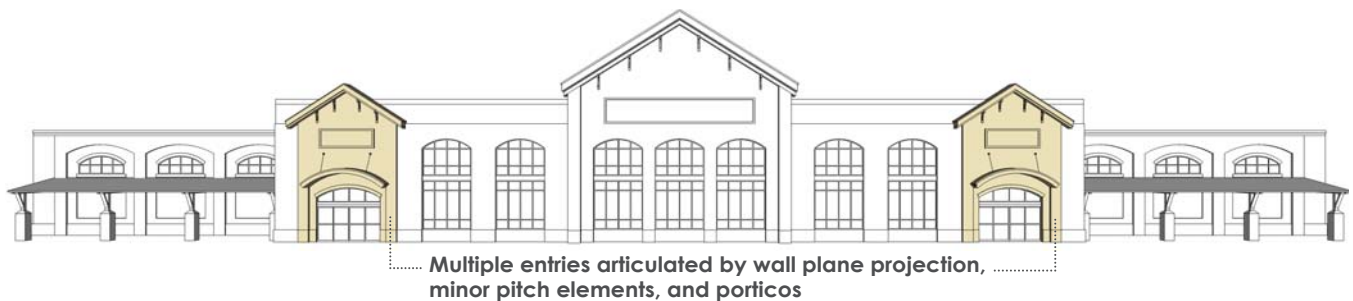 Multiple entries articulated by wall plane projection,
minor pitch elements, and porticos